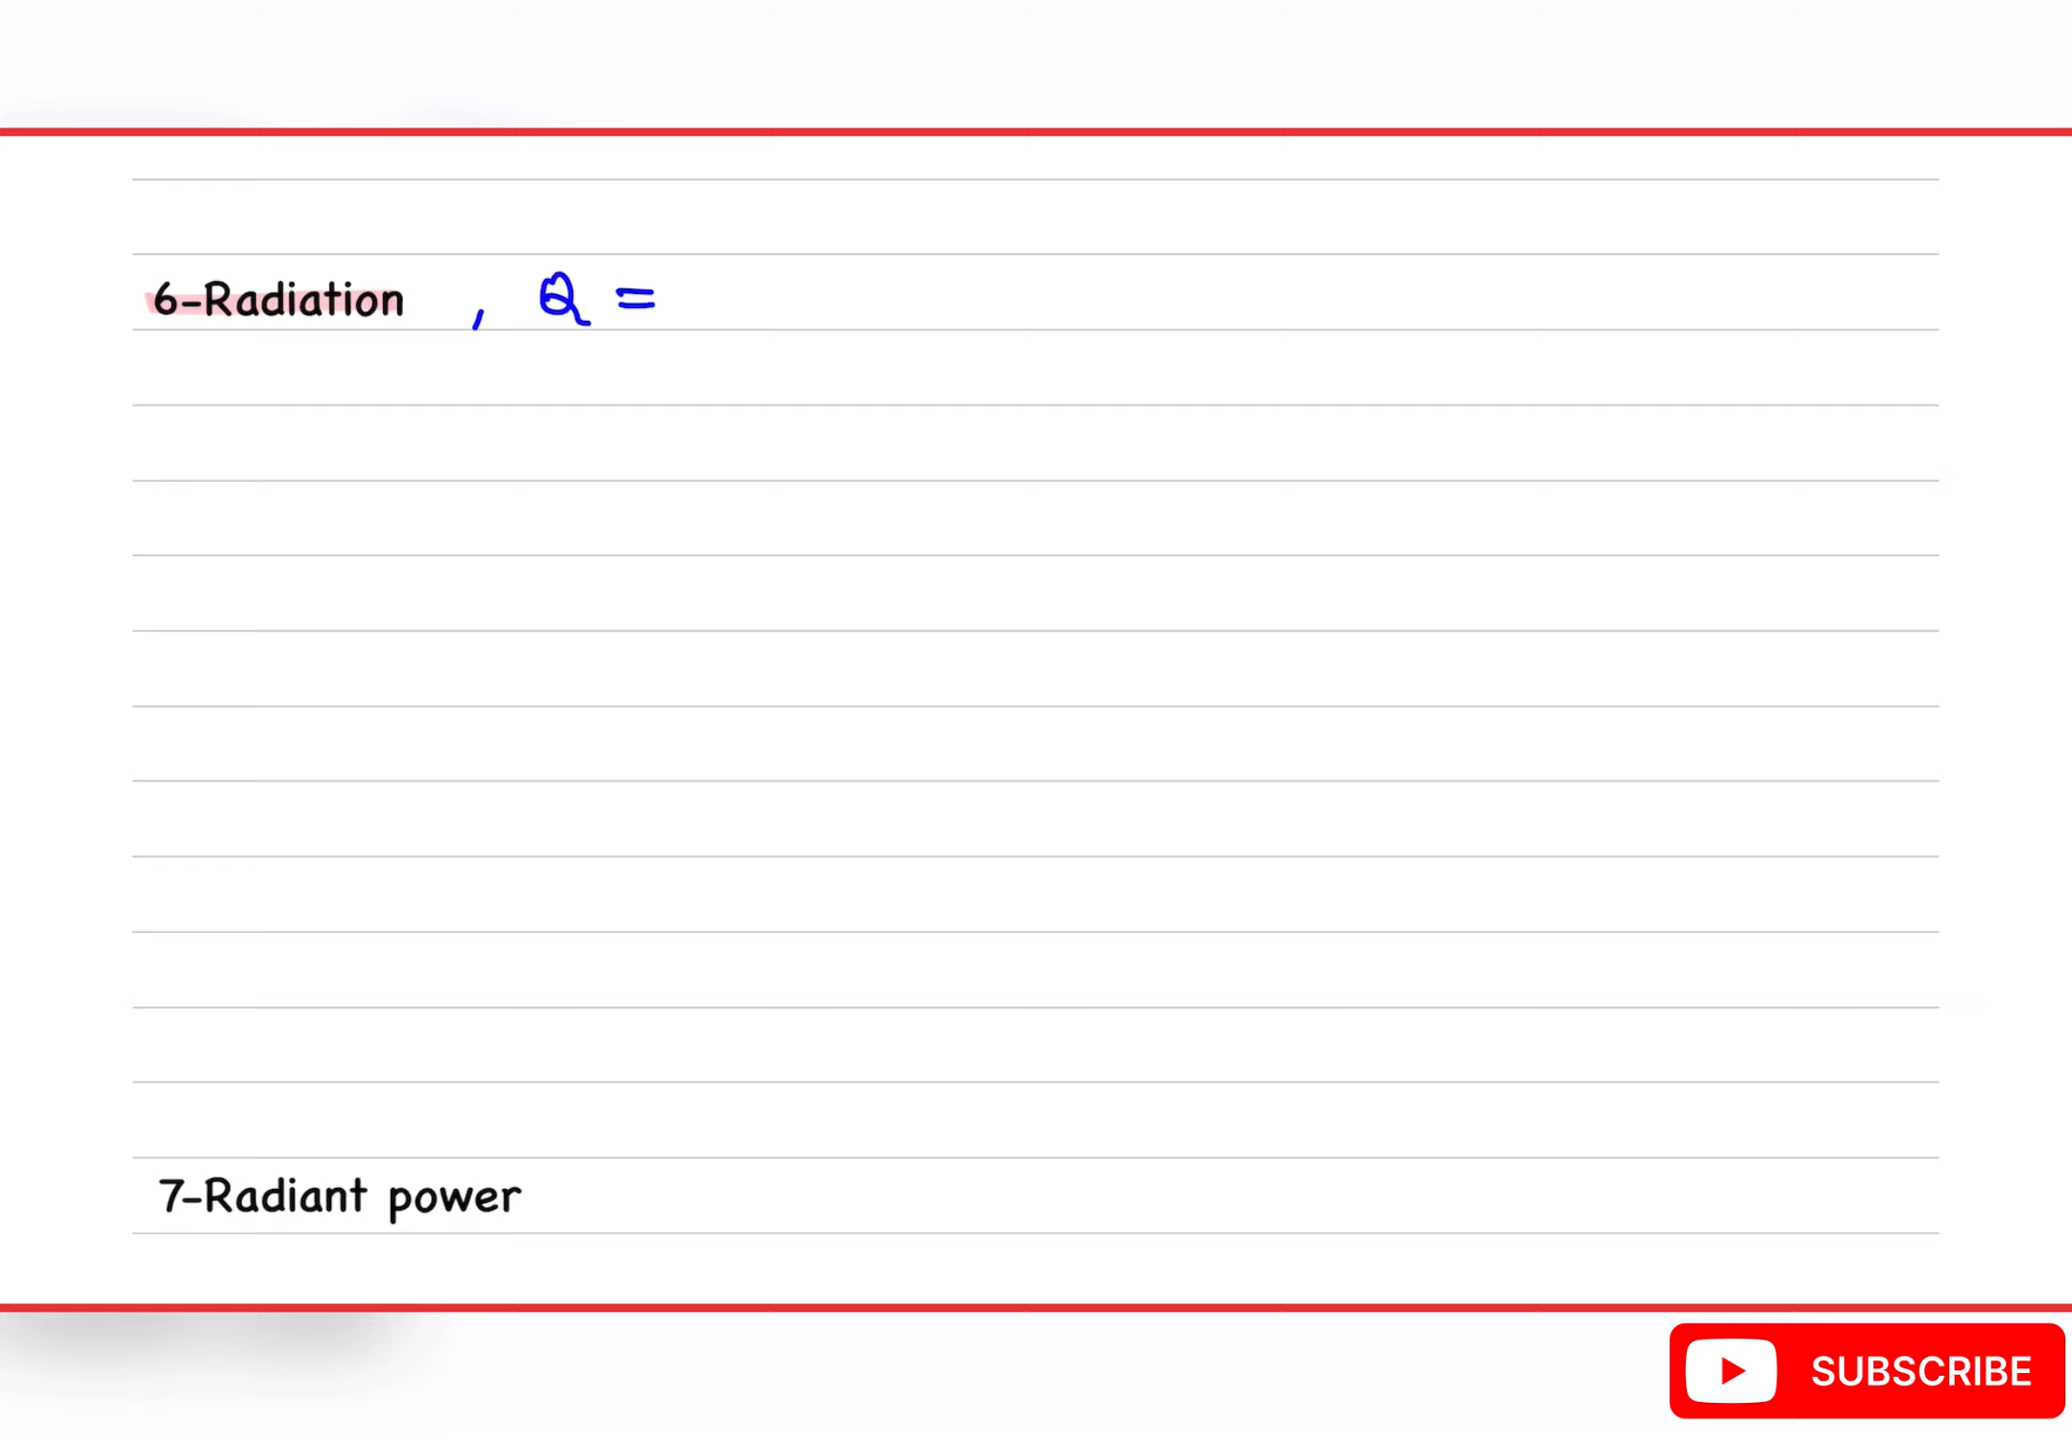 6-Radiation , Q =
7-Radiant power
SUBSCRIBE